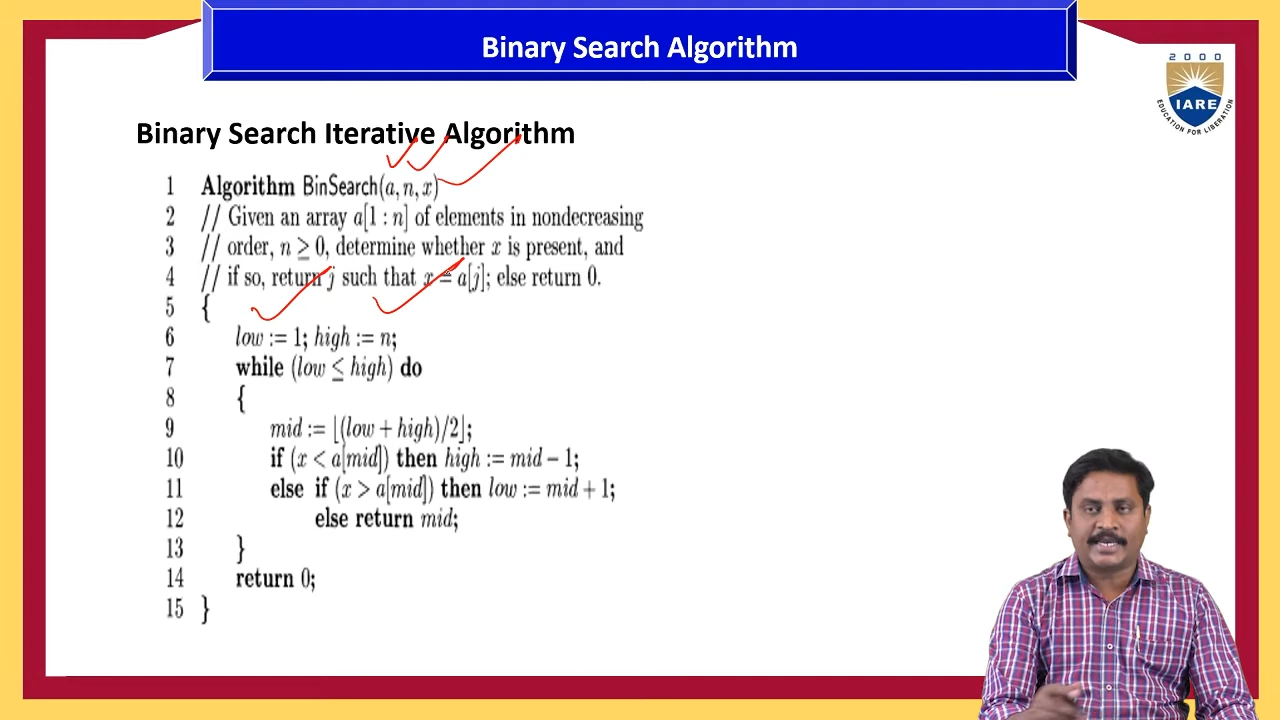 Binary Search Algorithm
2 0 0 0
IARE
EDUCATION FOR LIBERATION
Binary Search Iterative Algorithm
1 Algorithm BinSearch(a, n, x)
2 // Given an array a[1 : n] of elements in nondecreasing
3 // order, n ≥ 0, determine whether x is present, and
4 // if so, return j such that x = a[j]; else return 0.
5 {
6 low := 1; high := n;
7 while (low ≤ high) do
8 {
9 mid := ⌊(low + high)/2⌋;
10 if (x < a[mid]) then high := mid − 1;
11 else if (x > a[mid]) then low := mid + 1;
12 else return mid;
13 }
14 return 0;
15 }